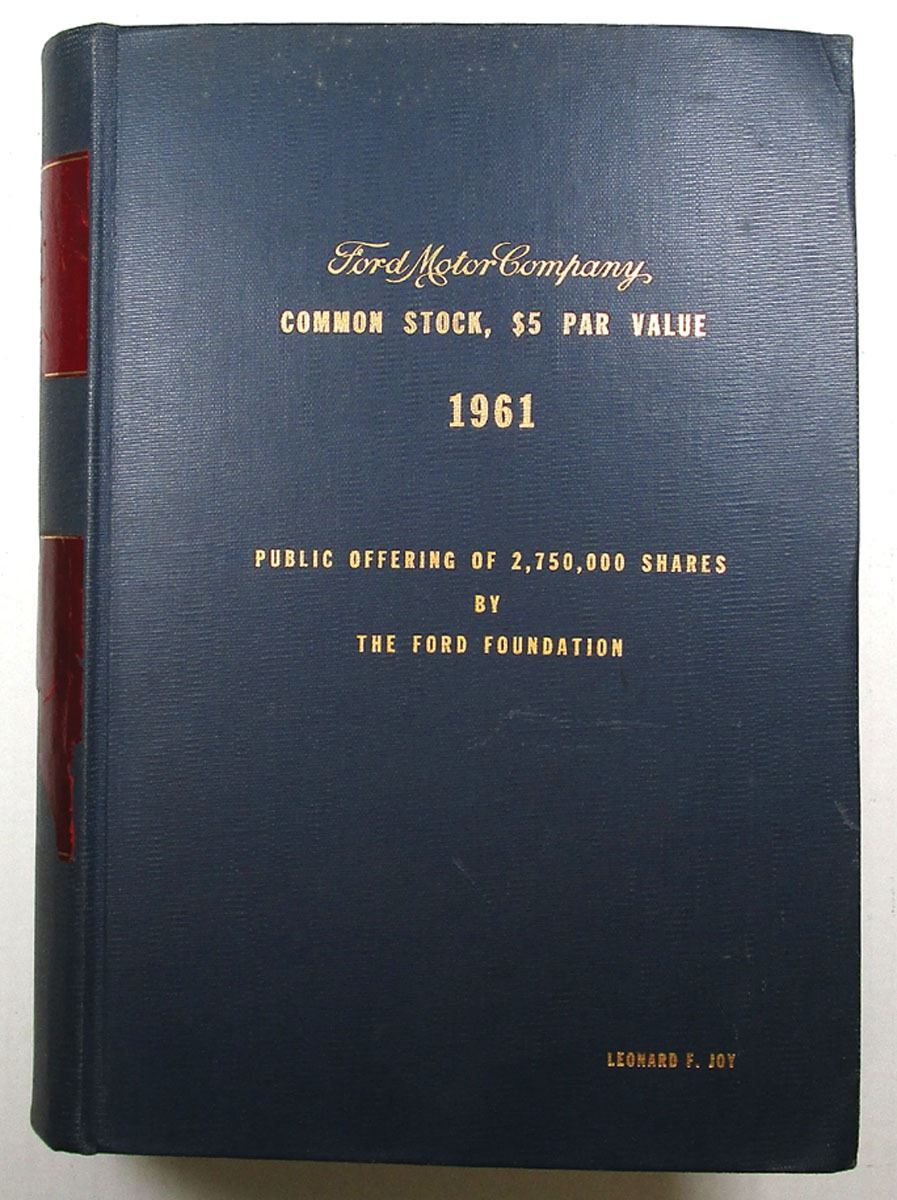 Ford Motor Company
COMMON STOCK, $5 PAR VALUE
1961
PUBLIC OFFERING OF 2,750,000 SHARES
BY
THE FORD FOUNDATION
LEONARD F. JOY